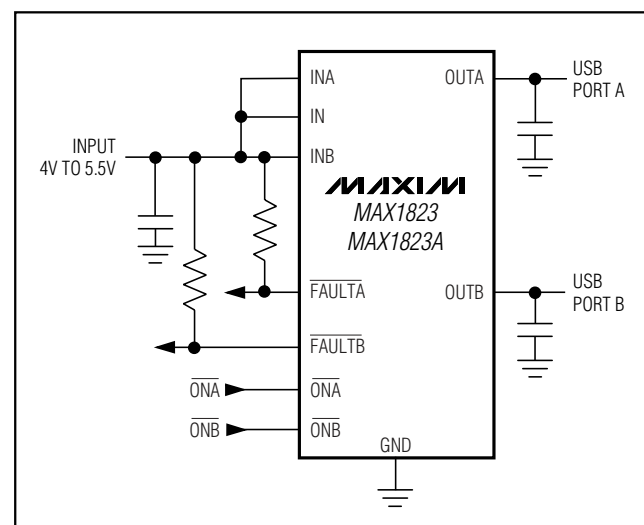 INA
IN
INB
INPUT
4V TO 5.5V
OUTA
USB
PORT A
MAXIM
MAX1823
MAX1823A
FAULTA
OUTB
USB
PORT B
FAULTB
ONA
ONA
ONB
ONB
GND